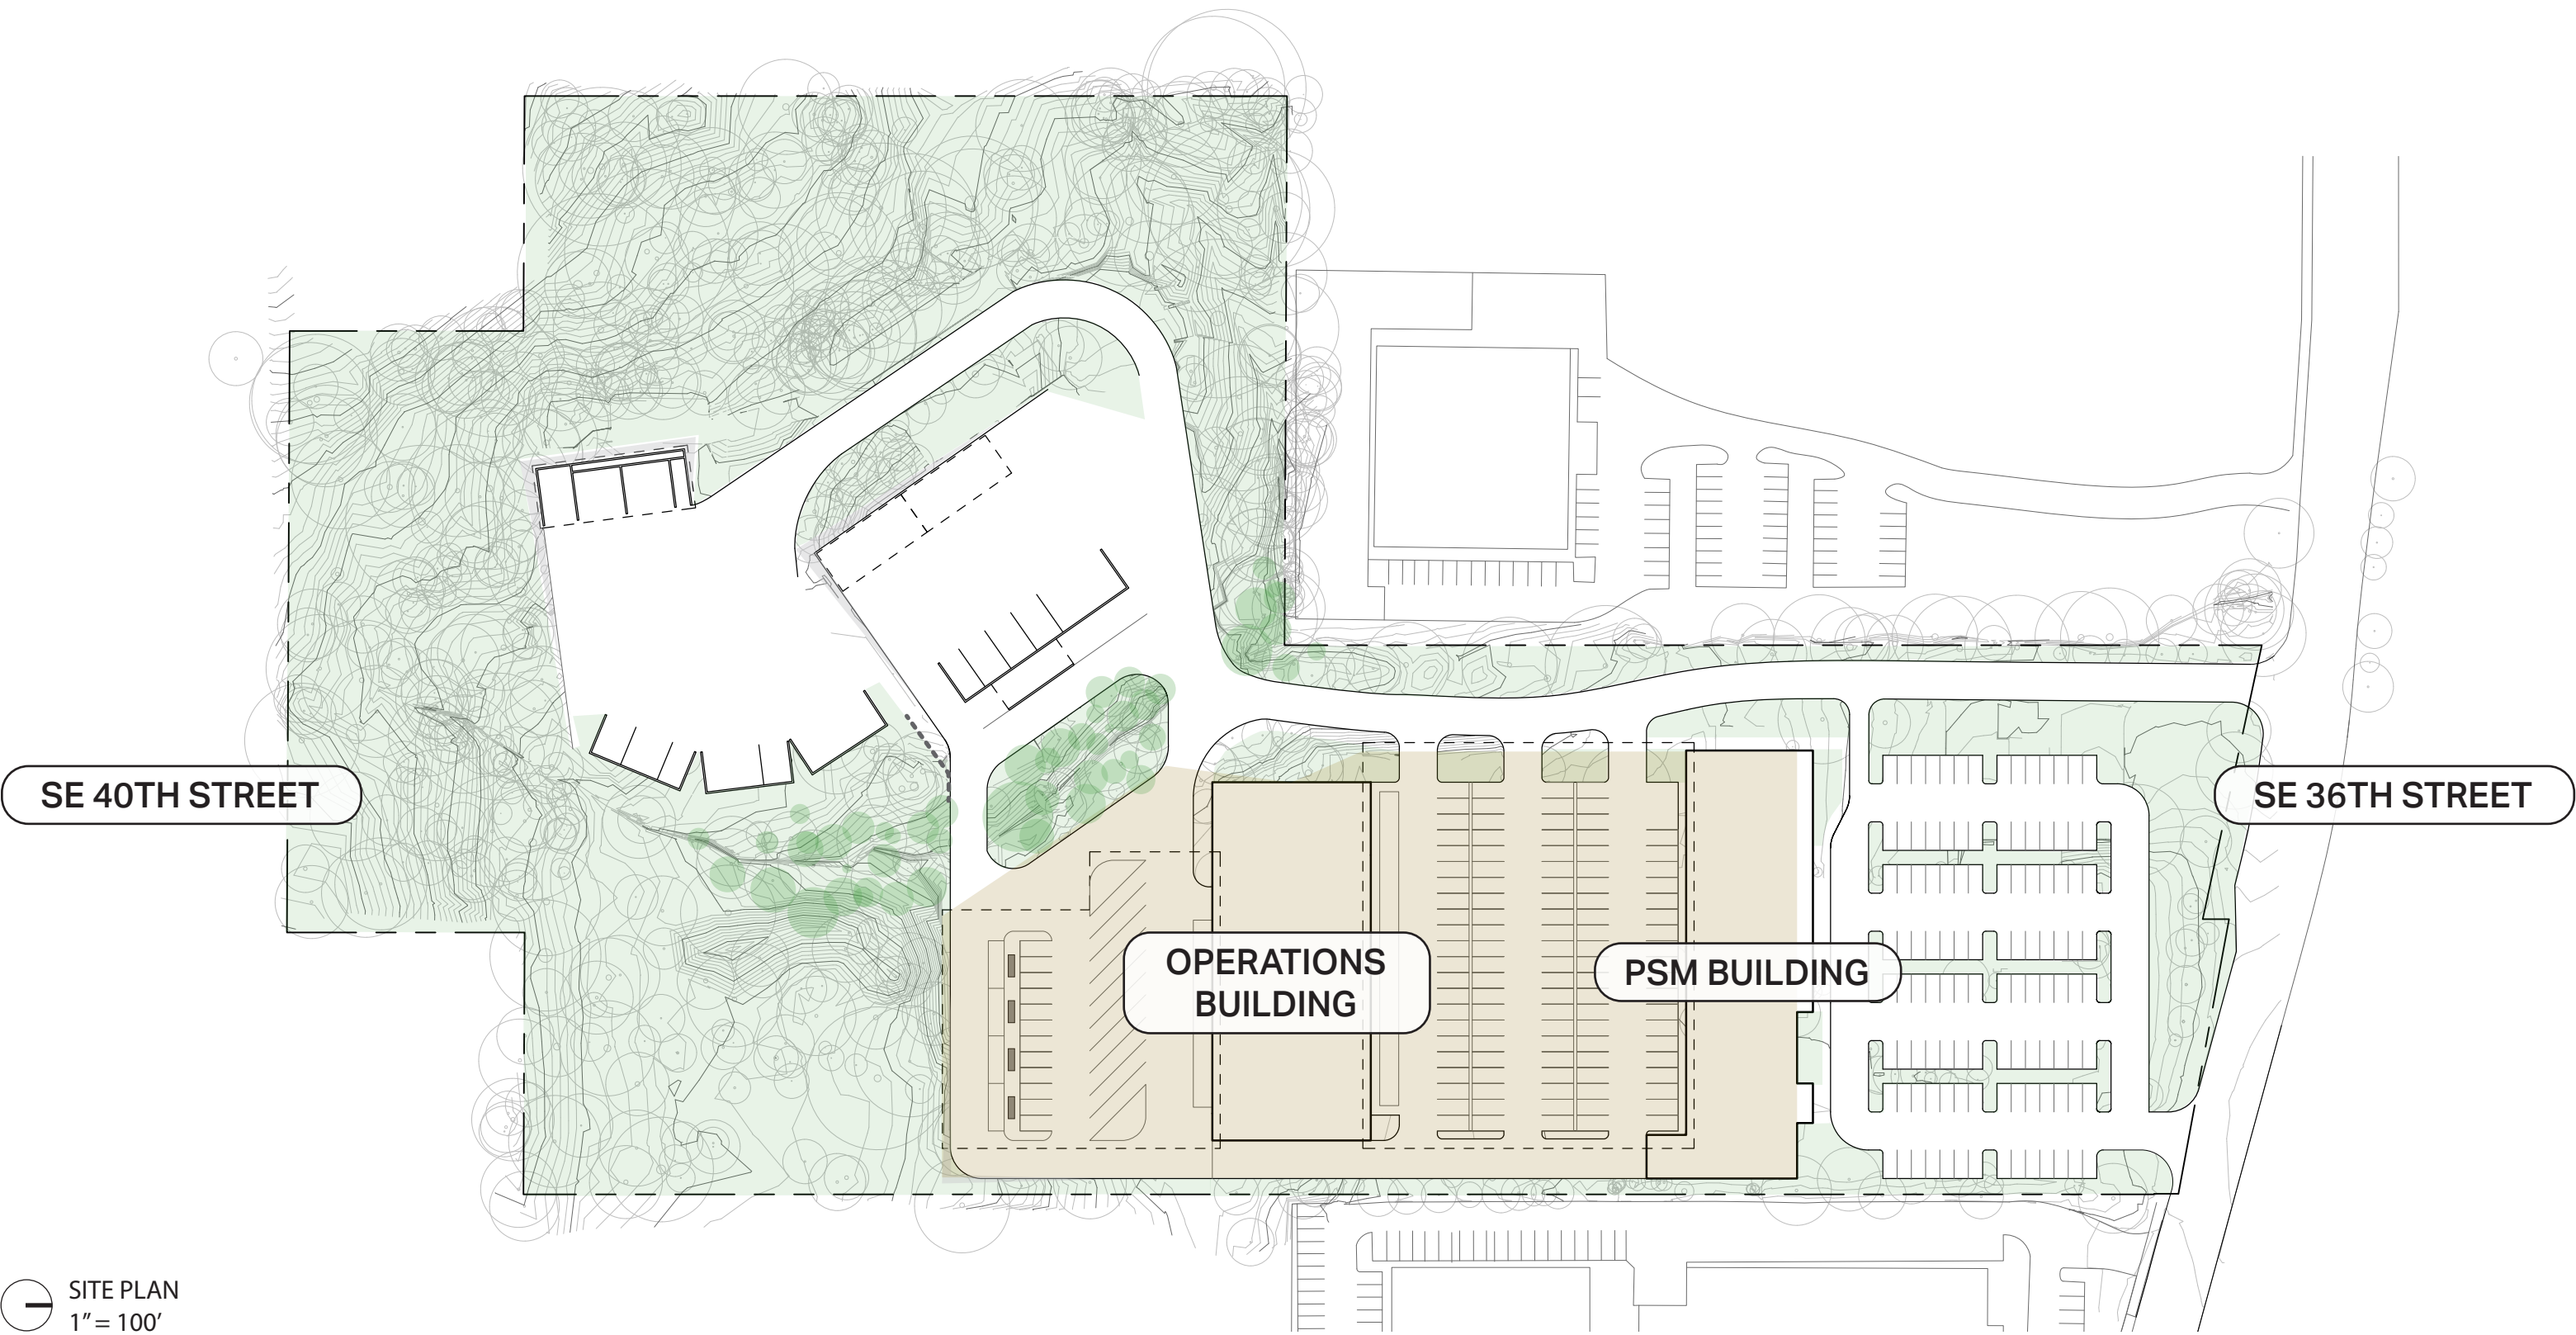 SE 40TH STREET
SE 36TH STREET
OPERATIONS
BUILDING
PSM BUILDING
SITE PLAN
1” = 100’